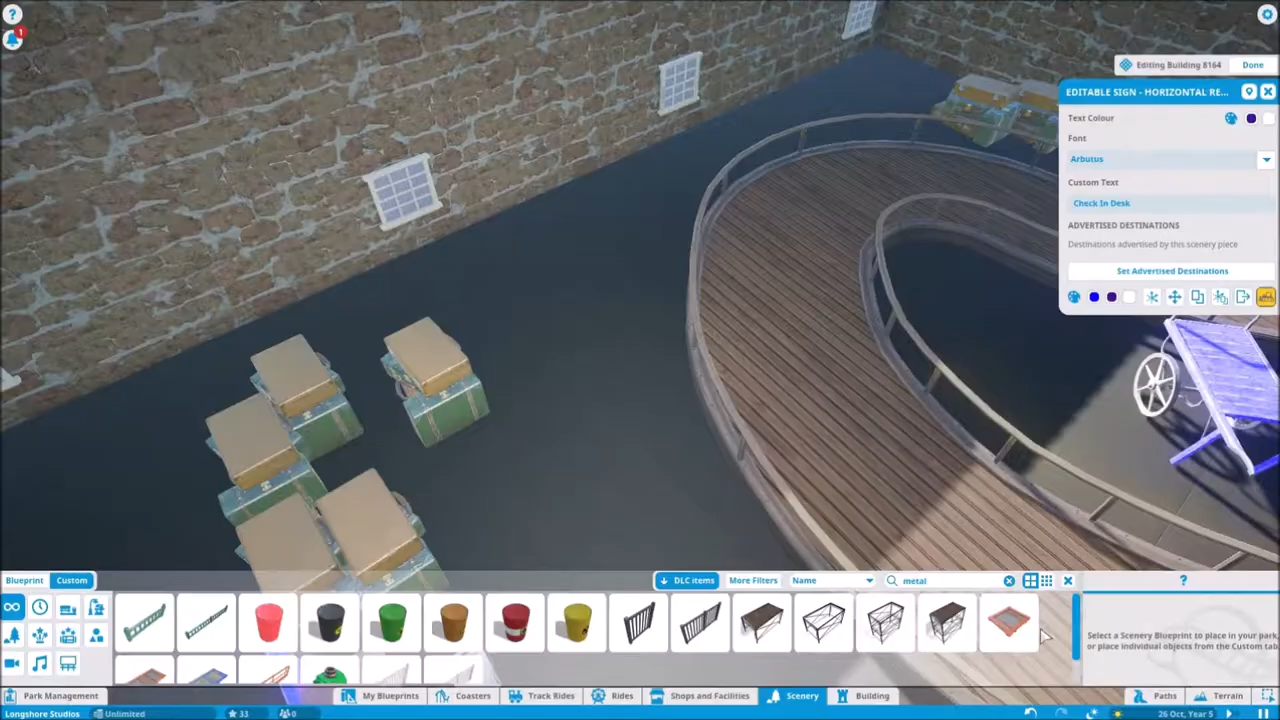 ?
1
Editing Building 8164
Done
EDITABLE SIGN - HORIZONTAL RE...
Text Colour
Font
Arbutus
Custom Text
Check In Desk
ADVERTISED DESTINATIONS
Destinations advertised by this scenery piece
Set Advertised Destinations
Blueprint
Custom
DLC items
More Filters
Name
metal
?
Select a Scenery Blueprint to place in your park,
or place individual objects from the Custom tab.
Park Management
My Blueprints
Coasters
Track Rides
Rides
Shops and Facilities
Scenery
Building
Paths
Terrain
Longshore Studios
Unlimited
33
0
26 Oct, Year 5